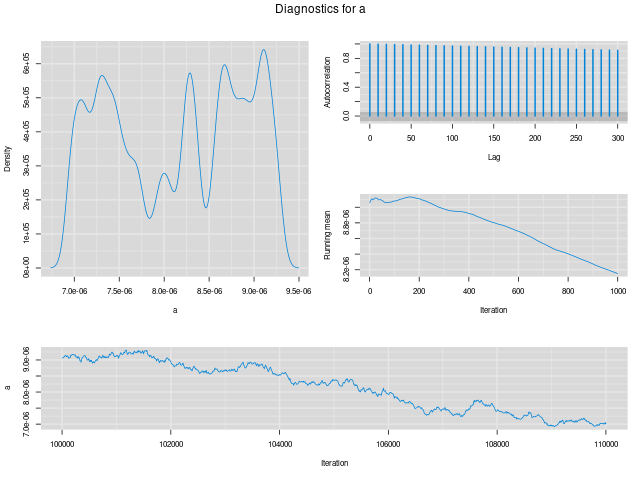 Diagnostics for a
Density
0e+00 1e+05 2e+05 3e+05 4e+05 5e+05 6e+05
7.0e-06 7.5e-06 8.0e-06 8.5e-06 9.0e-06 9.5e-06
a
Autocorrelation
0.0 0.4 0.8
0 50 100 150 200 250 300
Lag
Running mean
8.2e-06 8.8e-06
0 200 400 600 800 1000
Iteration
a
7.0e-06 8.0e-06 9.0e-06
100000 102000 104000 106000 108000 110000
Iteration